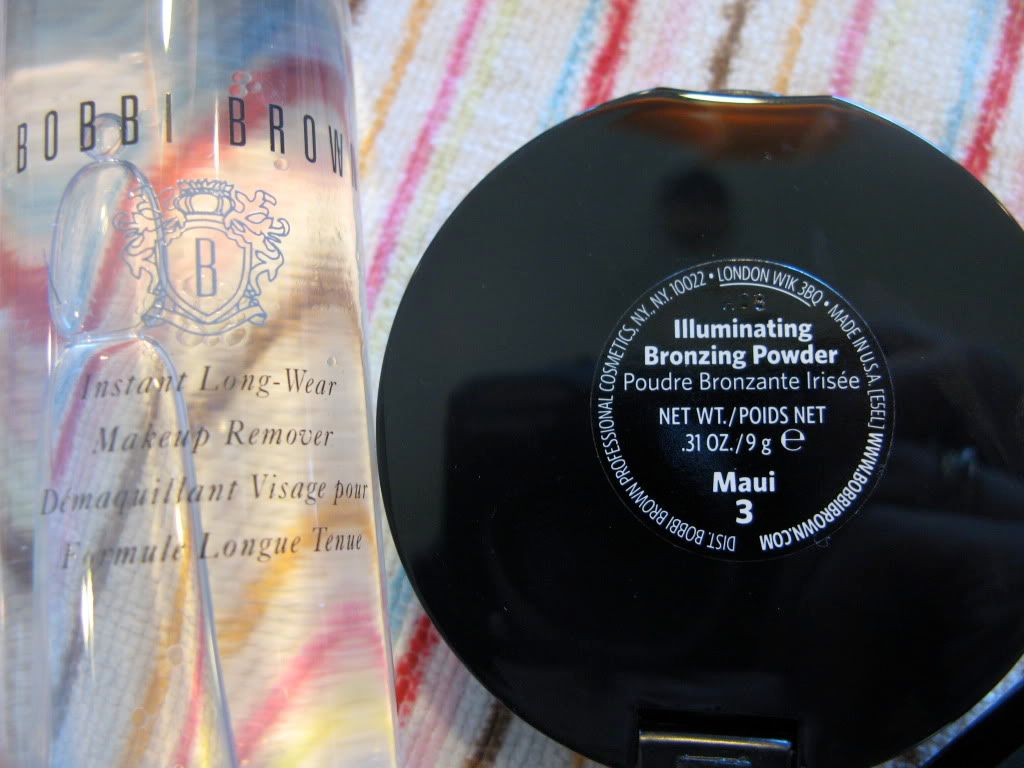 BOBBI BROWN
B
Instant Long-Wear
Makeup Remover
Démaquillant Visage pour
Formule Longue Tenue
DIST. BOBBI BROWN PROFESSIONAL COSMETICS, N.Y., N.Y. 10022 • LONDON W1K 3BQ • MADE IN U.S.A. [E5EL] WWW.BOBBIBROWN.COM
Illuminating
Bronzing Powder
Poudre Bronzante Irisée
NET WT./POIDS NET
.31 OZ./9 g ℮
Maui
3